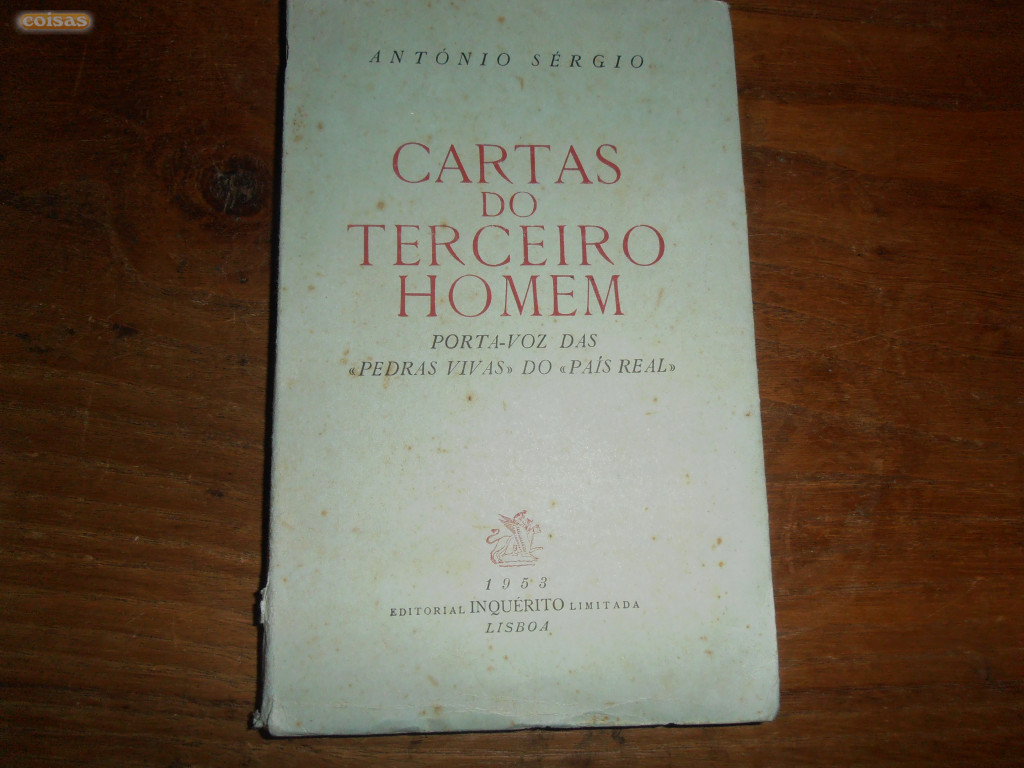 coisas
ANTÓNIO SÉRGIO
CARTAS
DO
TERCEIRO
HOMEM
PORTA-VOZ DAS
«PEDRAS VIVAS» DO «PAÍS REAL»
1953
EDITORIAL INQUÉRITO LIMITADA
LISBOA